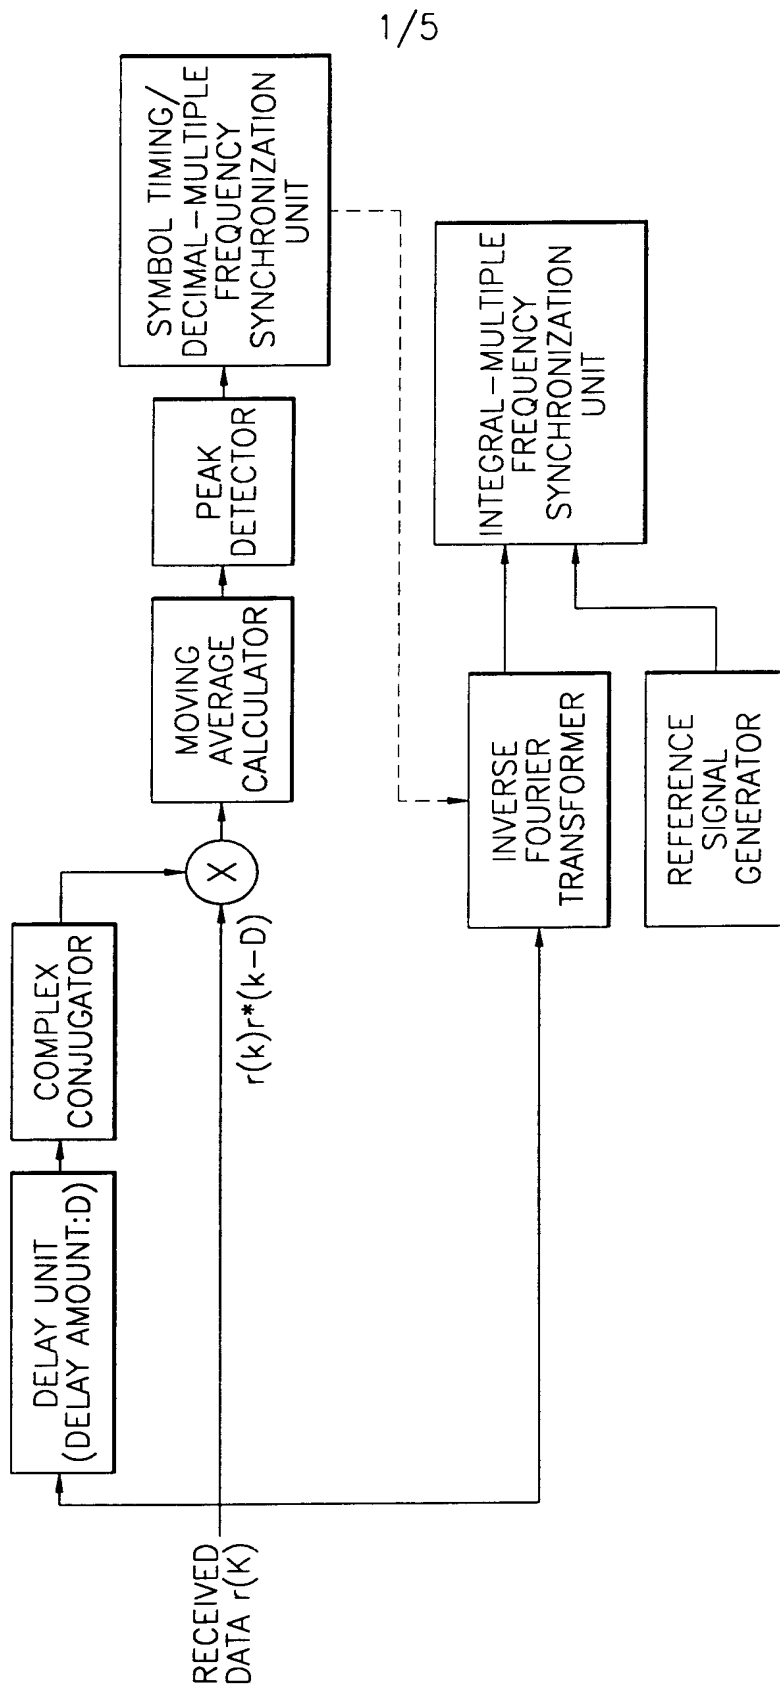 1/5
RECEIVED
DATA r(K)
DELAY UNIT
(DELAY AMOUNT:D)
COMPLEX
CONJUGATOR
r(k)r*(k-D)
X
MOVING
AVERAGE
CALCULATOR
PEAK
DETECTOR
SYMBOL TIMING/
DECIMAL-MULTIPLE
FREQUENCY
SYNCHRONIZATION
UNIT
INVERSE
FOURIER
TRANSFORMER
REFERENCE
SIGNAL
GENERATOR
INTEGRAL-MULTIPLE
FREQUENCY
SYNCHRONIZATION
UNIT